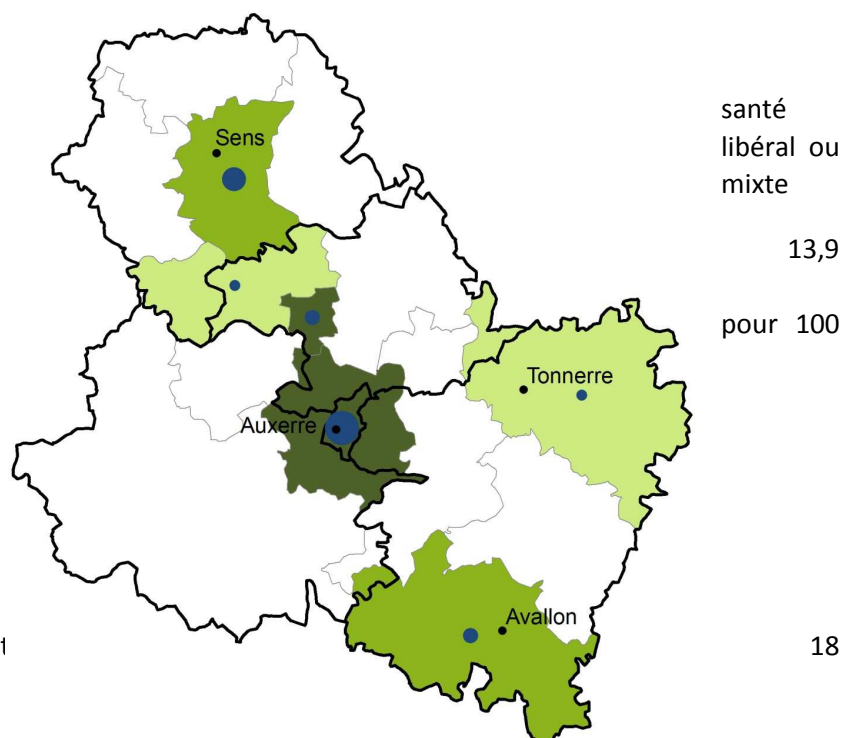 santé
libéral ou
mixte
Sens
13,9
pour 100
Tonnerre
Auxerre
Avallon
18